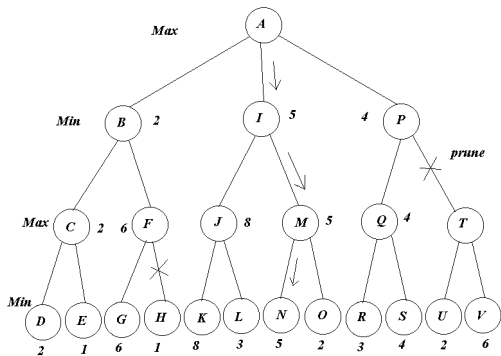 Max A
Min B 2 I 5 4 P
prune
Max C 2 6 F J 8 M 5 Q 4 T
Min D E G H K L N O R S U V
2 1 6 1 8 3 5 2 3 4 2 6